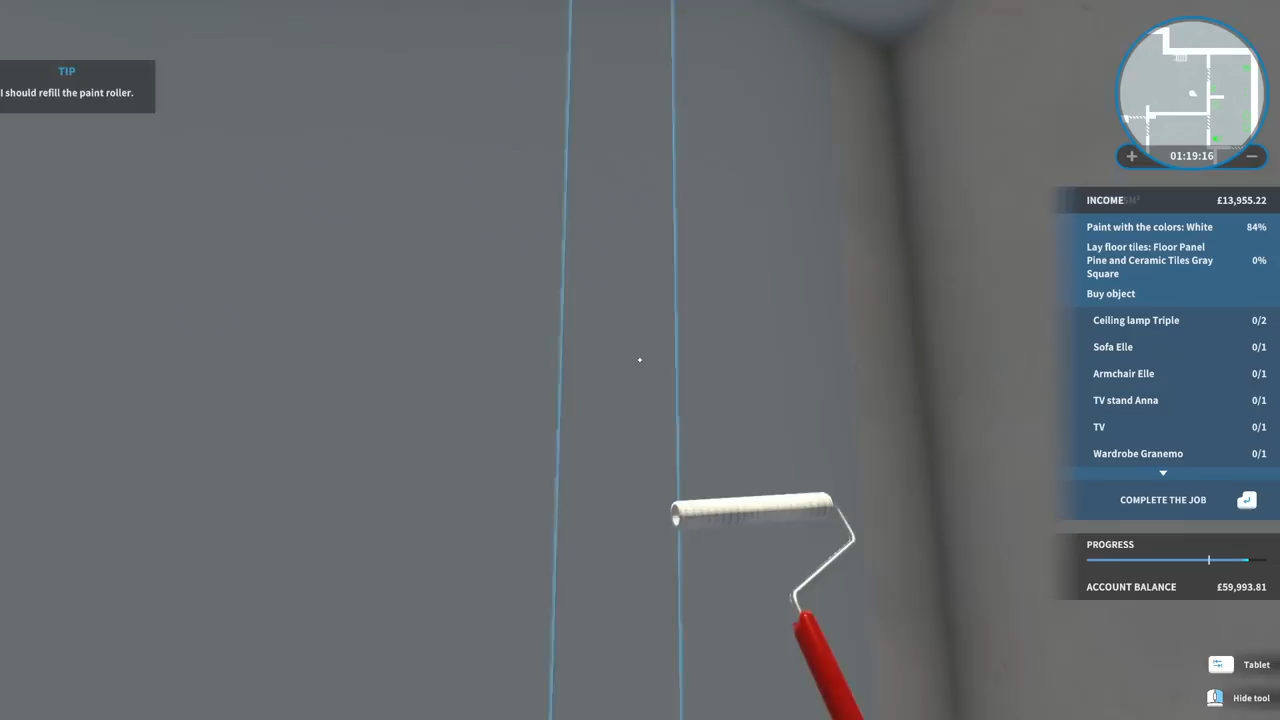 TIP
I should refill the paint roller.
01:19:16
INCOME
£13,955.22
Paint with the colors: White 84%
Lay floor tiles: Floor Panel
Pine and Ceramic Tiles Gray 0%
Square
Buy object
Ceiling lamp Triple 0/2
Sofa Elle 0/1
Armchair Elle 0/1
TV stand Anna 0/1
TV 0/1
Wardrobe Granemo 0/1
COMPLETE THE JOB
PROGRESS
ACCOUNT BALANCE £59,993.81
Tablet
Hide tool